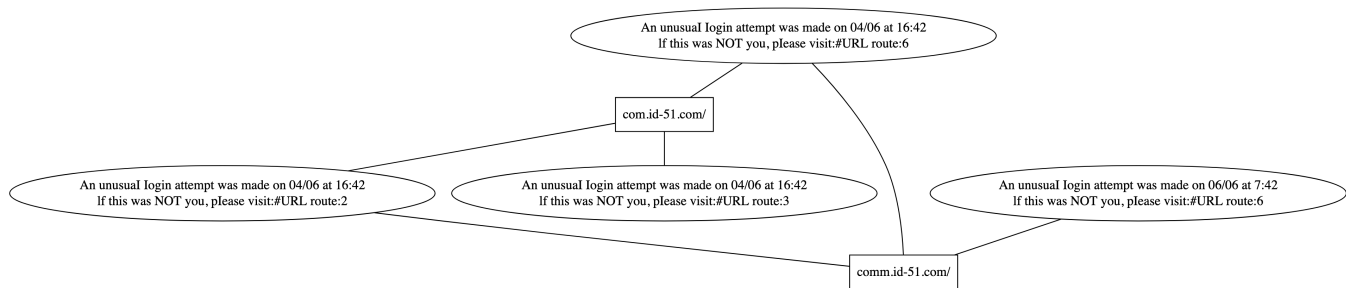 An unusuaI Iogin attempt was made on 04/06 at 16:42
lf this was NOT you, pIease visit:#URL route:6
com.id-51.com/
An unusuaI Iogin attempt was made on 04/06 at 16:42
lf this was NOT you, pIease visit:#URL route:2
An unusuaI Iogin attempt was made on 04/06 at 16:42
lf this was NOT you, pIease visit:#URL route:3
An unusuaI Iogin attempt was made on 06/06 at 7:42
lf this was NOT you, pIease visit:#URL route:6
comm.id-51.com/